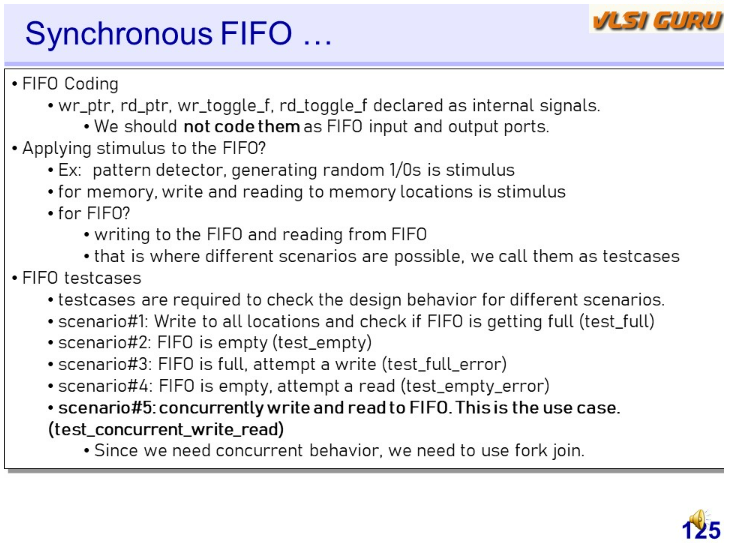 Synchronous FIFO …
VLSI GURU
• FIFO Coding
• wr_ptr, rd_ptr, wr_toggle_f, rd_toggle_f declared as internal signals.
• We should not code them as FIFO input and output ports.
• Applying stimulus to the FIFO?
• Ex:  pattern detector, generating random 1/0s is stimulus
• for memory, write and reading to memory locations is stimulus
• for FIFO?
• writing to the FIFO and reading from FIFO
• that is where different scenarios are possible, we call them as testcases
• FIFO testcases
• testcases are required to check the design behavior for different scenarios.
• scenario#1: Write to all locations and check if FIFO is getting full (test_full)
• scenario#2: FIFO is empty (test_empty)
• scenario#3: FIFO is full, attempt a write (test_full_error)
• scenario#4: FIFO is empty, attempt a read (test_empty_error)
• scenario#5: concurrently write and read to FIFO. This is the use case.
(test_concurrent_write_read)
• Since we need concurrent behavior, we need to use fork join.
125